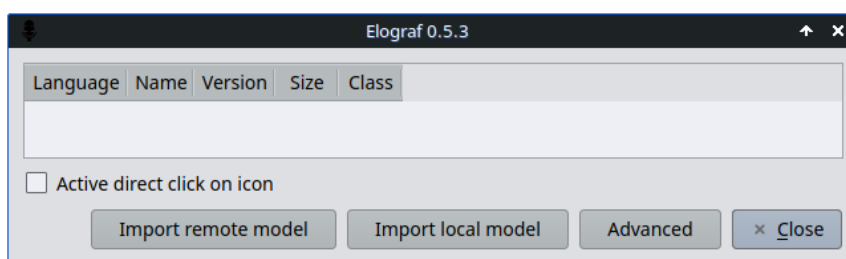 Elograf 0.5.3
Language Name Version Size Class
Active direct click on icon
Import remote model Import local model Advanced Close